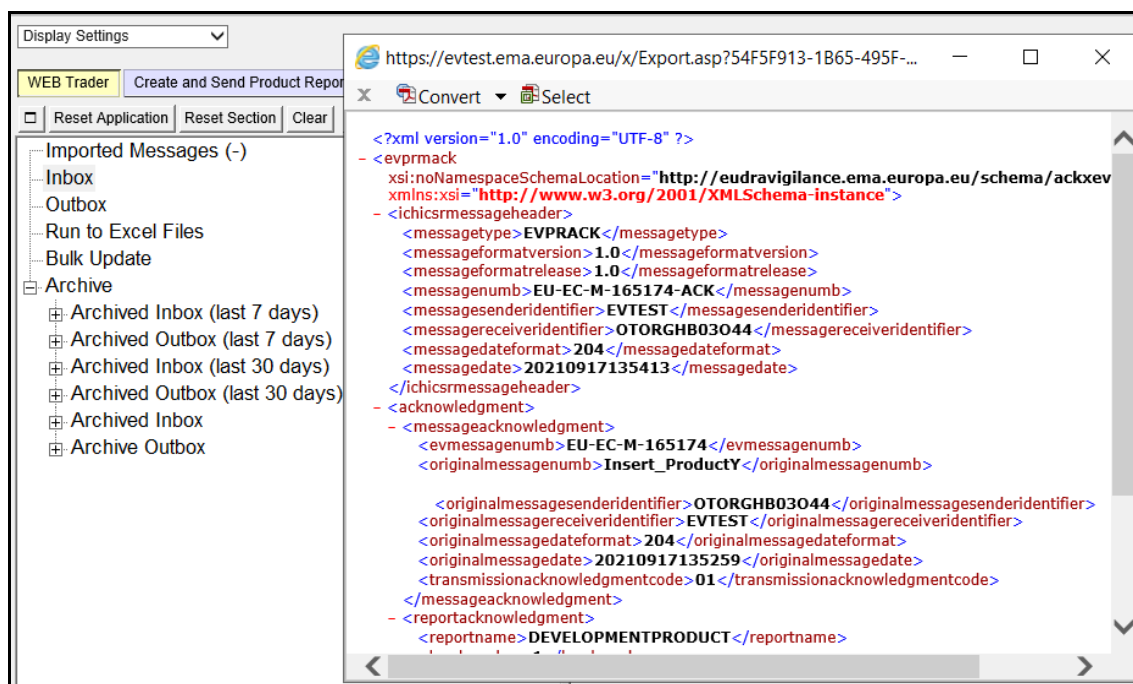 Display Settings
WEB Trader
Create and Send Product Repor
Reset Application
Reset Section
Clear
Imported Messages (-)
Inbox
Outbox
Run to Excel Files
Bulk Update
Archive
Archived Inbox (last 7 days)
Archived Outbox (last 7 days)
Archived Inbox (last 30 days)
Archived Outbox (last 30 days)
Archived Inbox
Archive Outbox
https://evtest.ema.europa.eu/x/Export.asp?54F5F913-1B65-495F-...
x Convert Select
<?xml version="1.0" encoding="UTF-8" ?>
- <evprmack
xsi:noNamespaceSchemaLocation="http://eudravigilance.ema.europa.eu/schema/ackxev
xmlns:xsi="http://www.w3.org/2001/XMLSchema-instance">
- <ichicsrmessageheader>
<messagetype>EVPRACK</messagetype>
<messageformatversion>1.0</messageformatversion>
<messageformatrelease>1.0</messageformatrelease>
<messagenumb>EU-EC-M-165174-ACK</messagenumb>
<messagesenderidentifier>EVTEST</messagesenderidentifier>
<messagereceiveridentifier>OTORGHB03O44</messagereceiveridentifier>
<messagedateformat>204</messagedateformat>
<messagedate>20210917135413</messagedate>
</ichicsrmessageheader>
- <acknowledgment>
- <messageacknowledgment>
<evmessagenumb>EU-EC-M-165174</evmessagenumb>
<originalmessagenumb>Insert_ProductY</originalmessagenumb>
<originalmessagesenderidentifier>OTORGHB03O44</originalmessagesenderidentifier>
<originalmessagereceiveridentifier>EVTEST</originalmessagereceiveridentifier>
<originalmessagedateformat>204</originalmessagedateformat>
<originalmessagedate>20210917135259</originalmessagedate>
<transmissionacknowledgmentcode>01</transmissionacknowledgmentcode>
</messageacknowledgment>
- <reportacknowledgment>
<reportname>DEVELOPMENTPRODUCT</reportname>